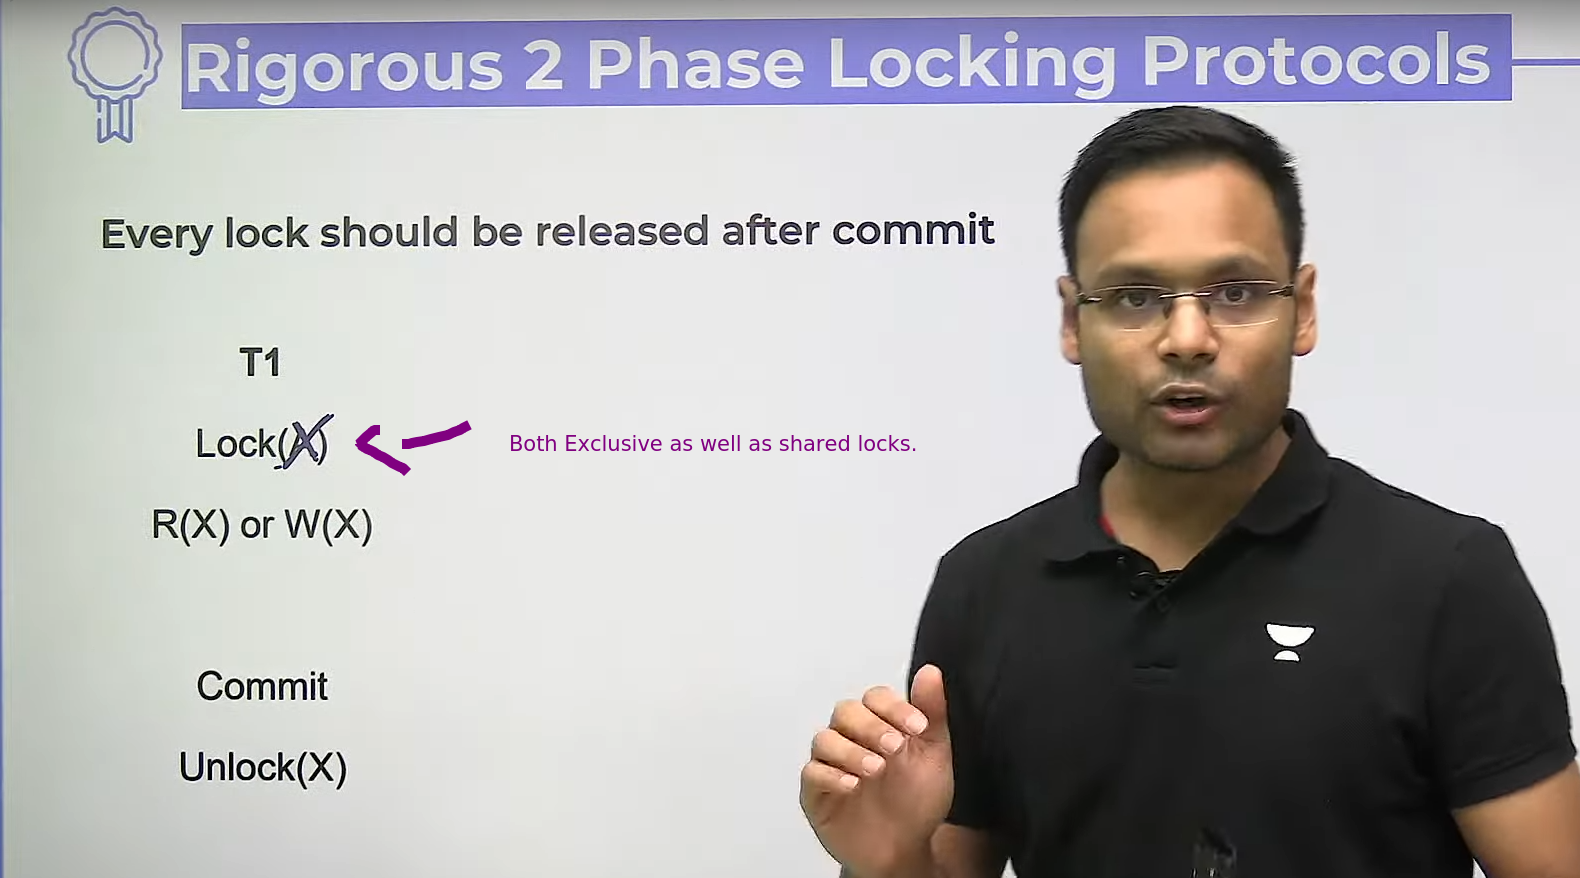 Rigorous 2 Phase Locking Protocols
Every lock should be released after commit
T1
Lock(X) Both Exclusive as well as shared locks.
R(X) or W(X)
Commit
Unlock(X)